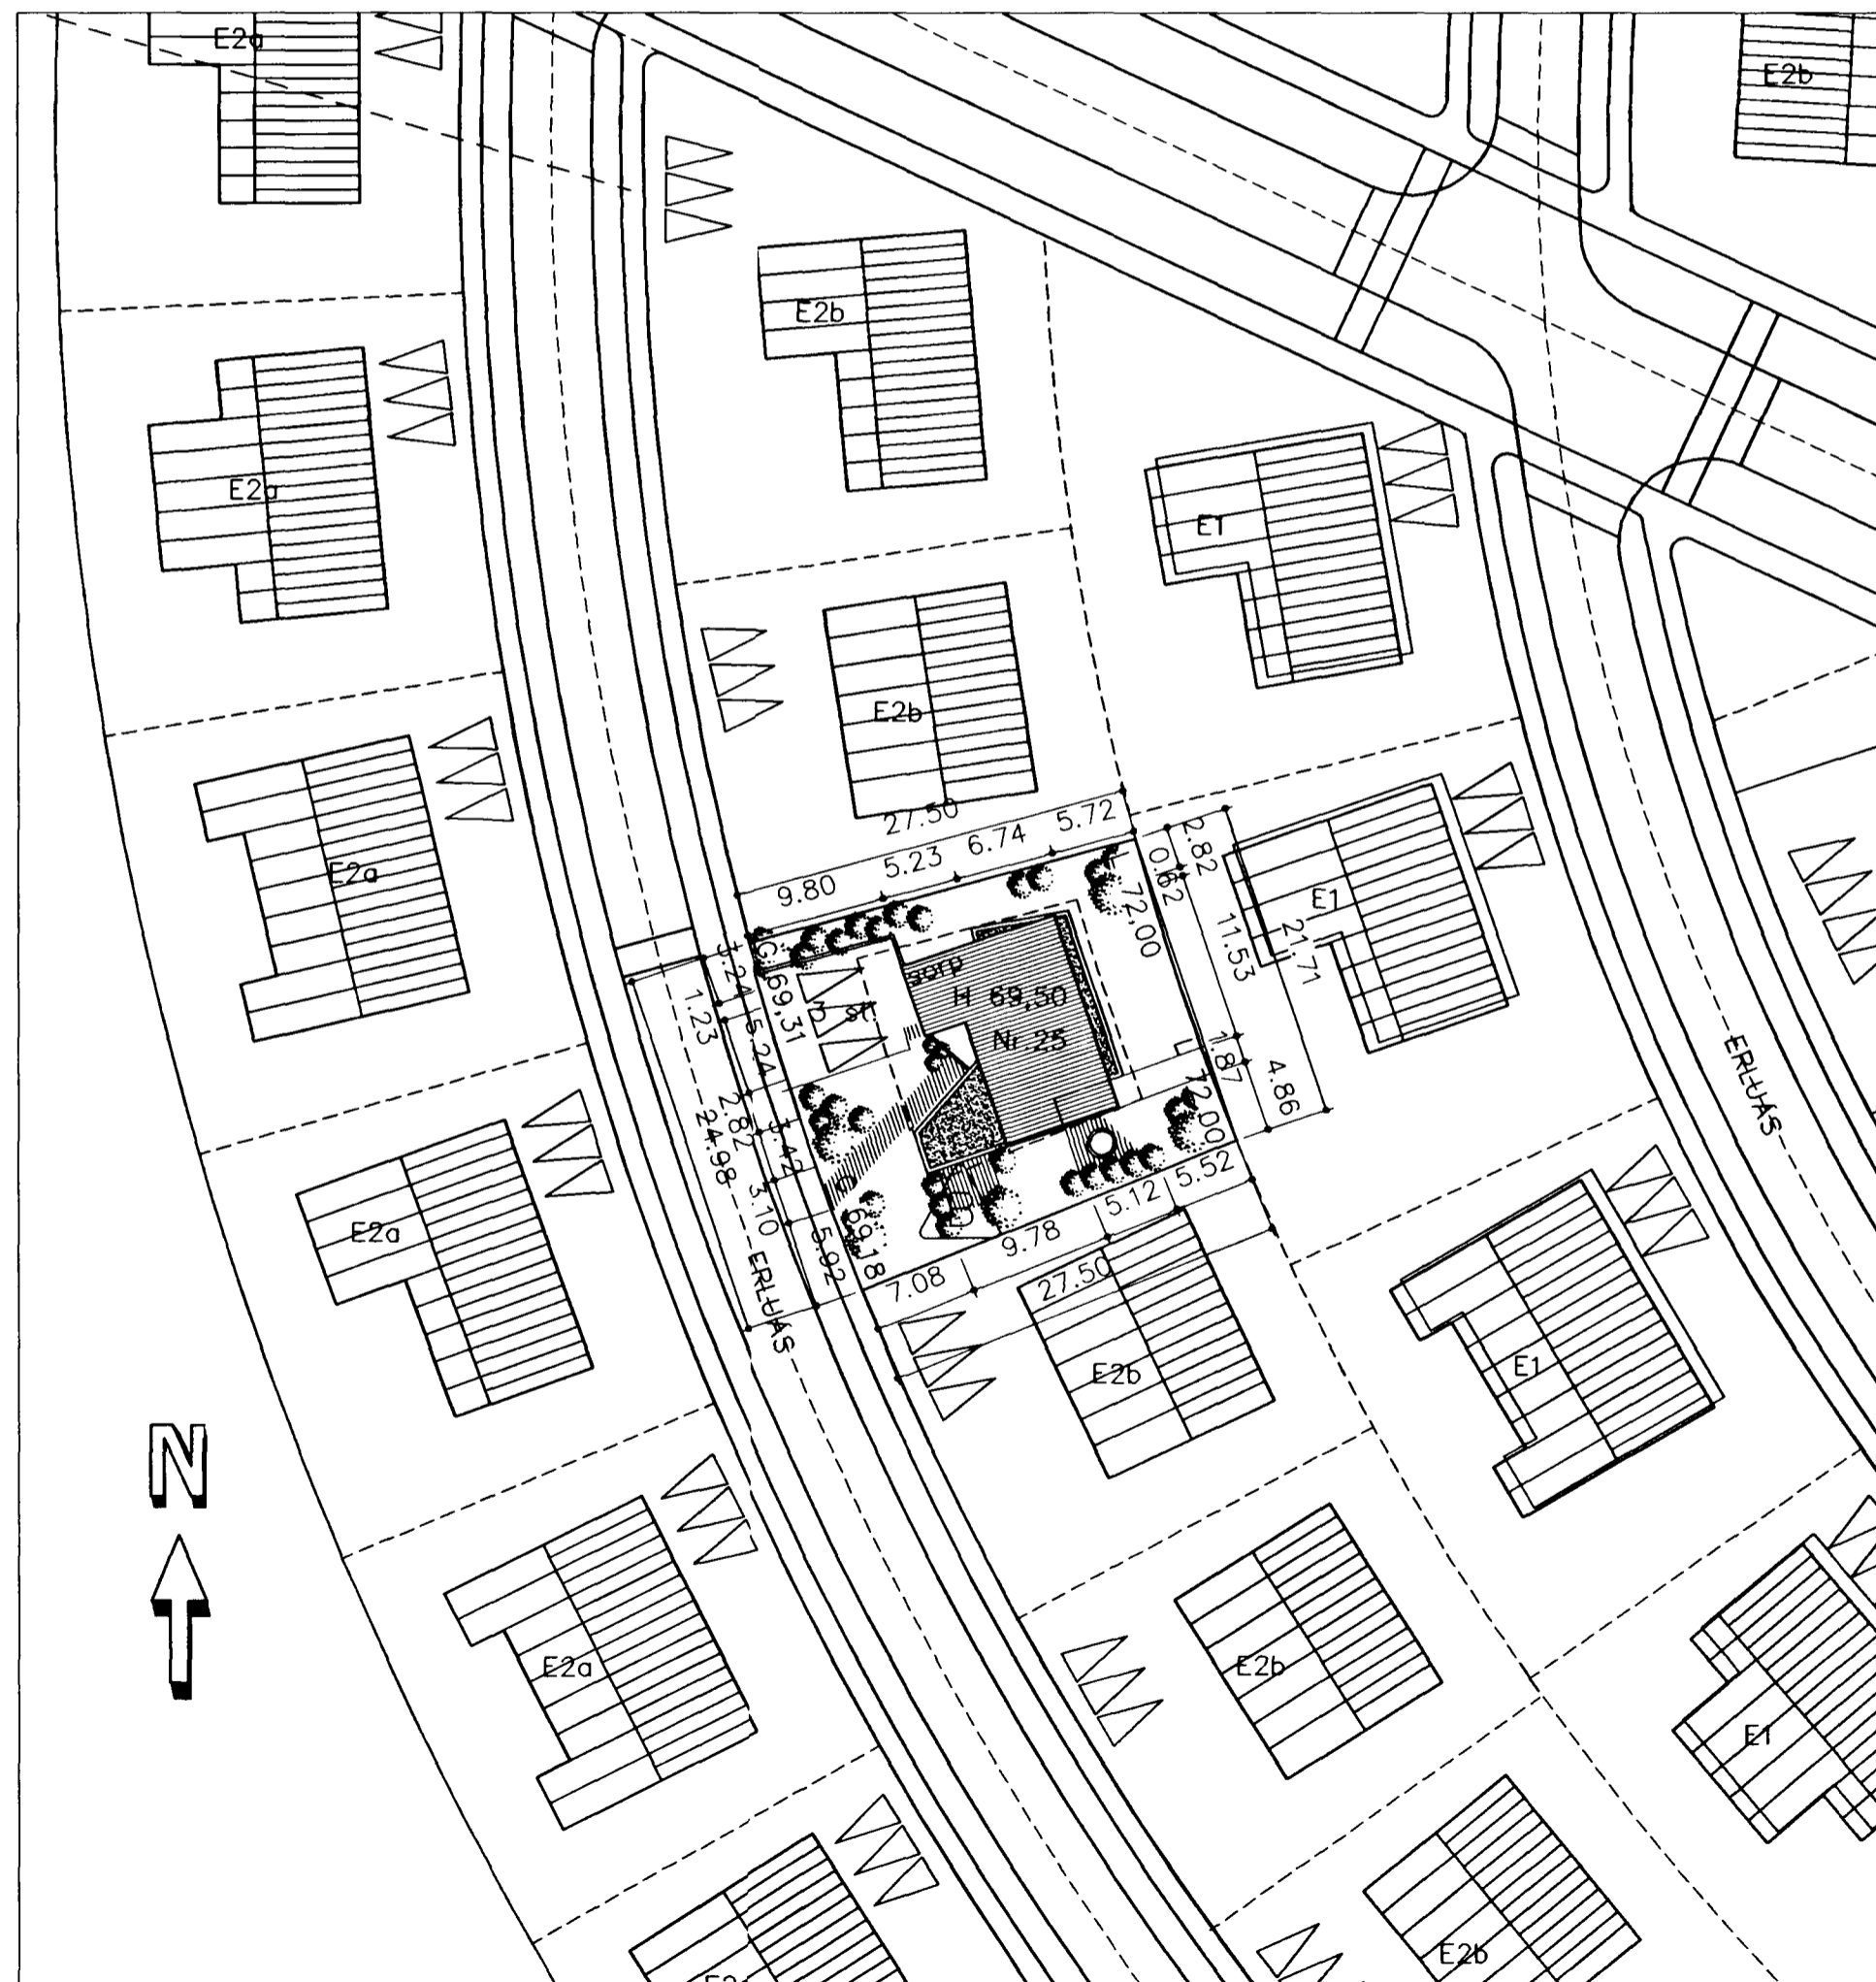 E2a
E2b
E2b
E2a
E1
E2b
E2a
27.50
5.72
6.74
5.23
9.80
2.82
0.62
72.00
11.53
21.71
E1
sorp
H 69,50
Nr.25
G 69,31
3 st.
3.24
1.23
5.24
2.82
3.42
24.98
3.10
5.92
1.87
4.86
L 72.00
ERLUÁS
ERLUÁS
G 69,18
5.52
5.12
9.78
7.08
27.50
E2a
E2b
E1
N
E2a
E2b
E1
E2b